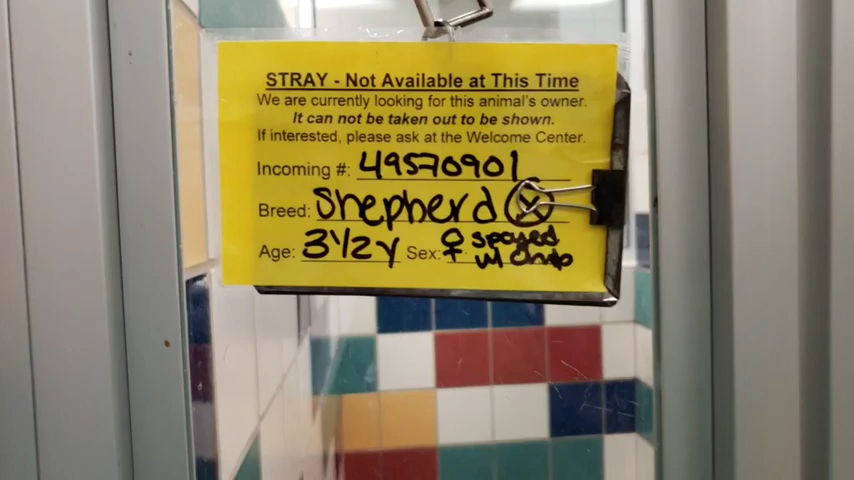 STRAY - Not Available at This Time
We are currently looking for this animal's owner.
It can not be taken out to be shown.
If interested, please ask at the Welcome Center.
Incoming #: 49570901
Breed: Shepherd X
Age: 3 1/2 y Sex: ♀ spayed
w/ chip